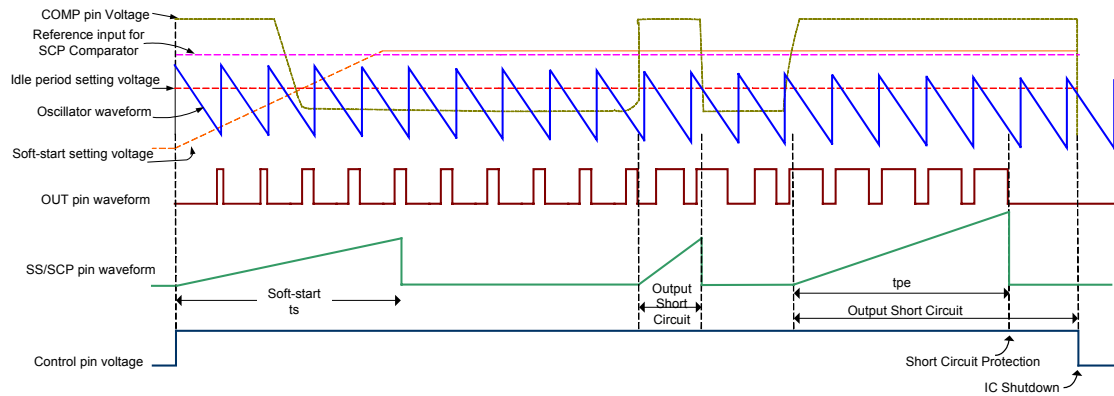 COMP pin Voltage
Reference input for
SCP Comparator
Idle period setting voltage
Oscillator waveform
Soft-start setting voltage
OUT pin waveform
SS/SCP pin waveform
Soft-start
ts
Output
Short
Circuit
tpe
Output Short Circuit
Control pin voltage
Short Circuit Protection
IC Shutdown